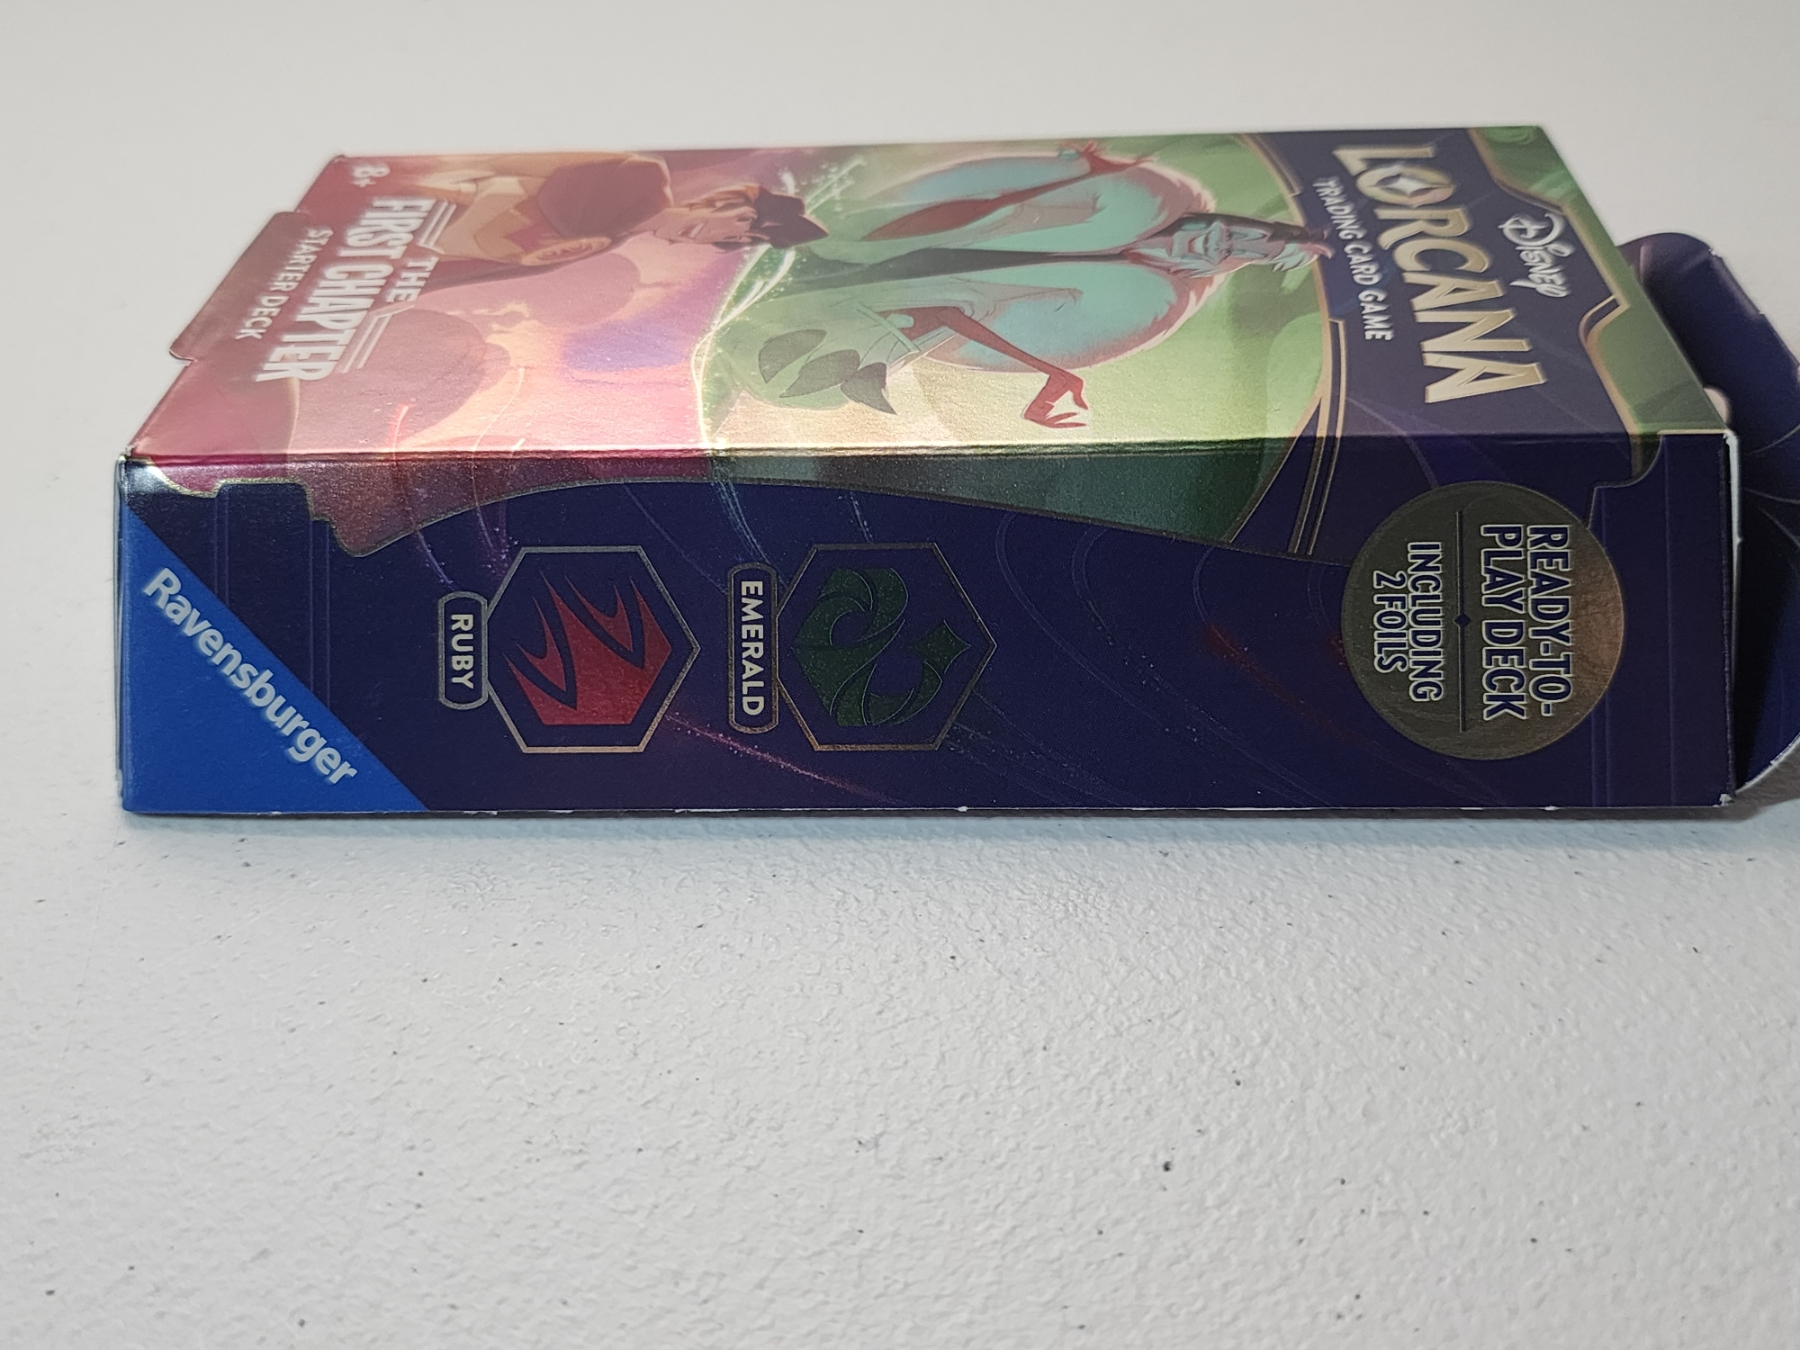 Disney
LORCANA
TRADING CARD GAME
THE
FIRST CHAPTER
STARTER DECK
8+
READY-TO-
PLAY DECK
INCLUDING
2 FOILS
EMERALD
RUBY
Ravensburger